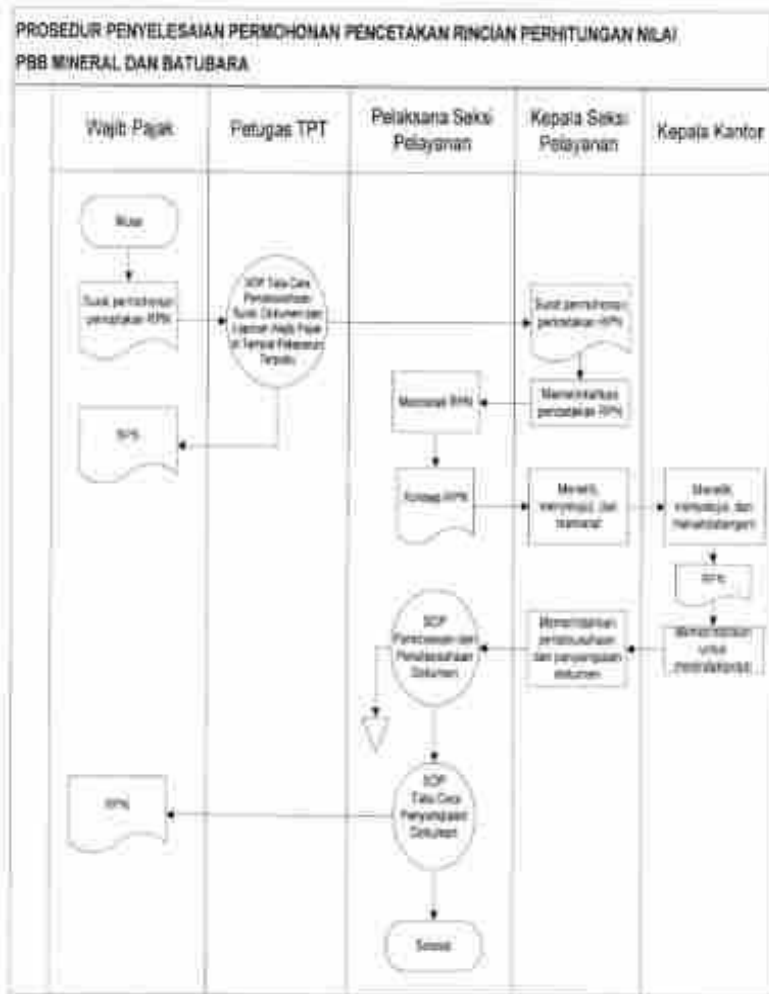 PROSEDUR PENYELESAIAN PERMOHONAN PENCETAKAN RINCIAN PERHITUNGAN NILAI
PBB MINERAL DAN BATUBARA
Wajib Pajak
Petugas TPT
Pelaksana Seksi
Pelayanan
Kepala Seksi
Pelayanan
Kepala Kantor
Mulai
Surat permohonan
pencetakan RPN
SOP Tata Cara
Penatausahaan
Surat, Dokumen dan
Laporan Wajib Pajak
di Tempat Pelayanan
Terpadu
Surat permohonan
pencetakan RPN
Mencetak RPN
Memerintahkan
pencetakan RPN
BPS
Konsep RPN
Meneliti,
menyetujui, dan
memaraf
Meneliti,
menyetujui, dan
menandatangani
RPN
SOP
Penatausahaan
Dokumen
Memerintahkan
penatausahaan
dan penyampaian
dokumen
Memerintahkan
untuk
RPN
SOP
Tata Cara
Penyampaian
Dokumen
Selesai